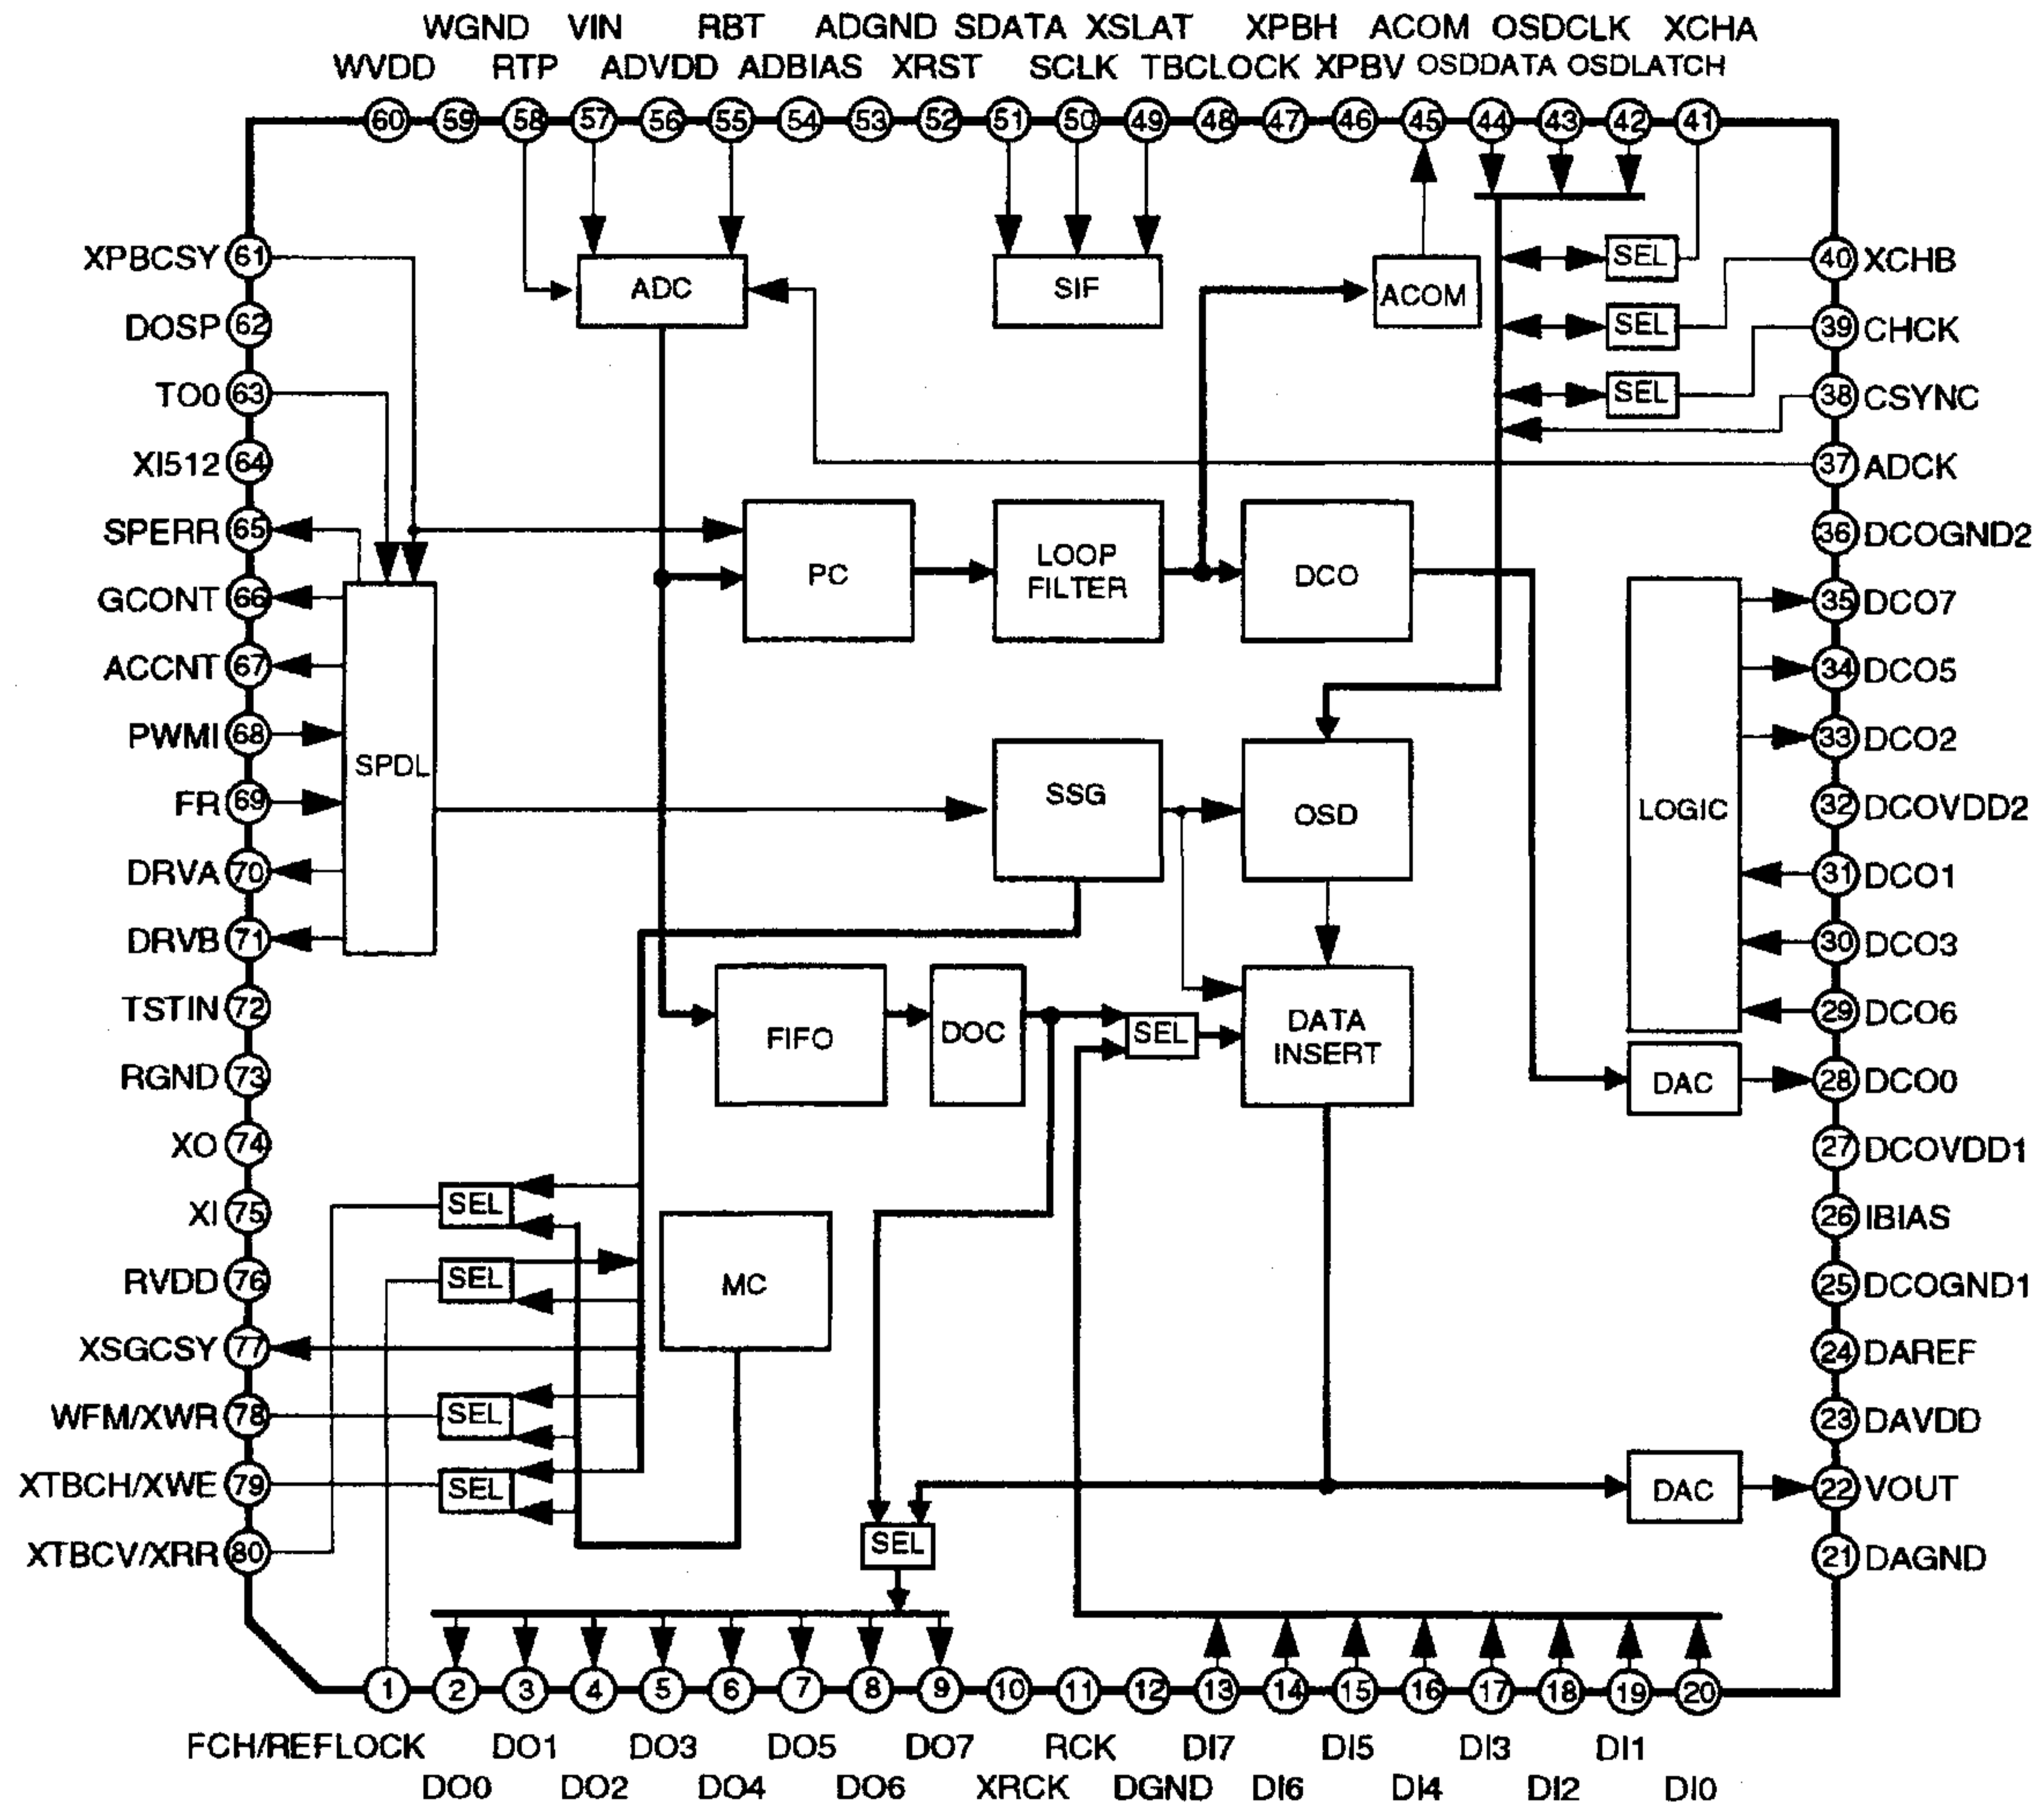 WGND VIN RBT ADGND SDATA XSLAT XPBH ACOM OSDCLK XCHA
WVDD RTP ADVDD ADBIAS XRST SCLK TBCLOCK XPBV OSDDATA OSDLATCH
60 59 58 57 56 55 54 53 52 51 50 49 48 47 46 45 44 43 42 41
XPBCSY 61
DOSP 62
TO0 63
XI512 64
SPERR 65
GCONT 66
ACCNT 67
PWMI 68
FR 69
DRVA 70
DRVB 71
TSTIN 72
RGND 73
XO 74
XI 75
RVDD 76
XSGCSY 77
WFM/XWR 78
XTBCH/XWE 79
XTBCV/XRR 80
ADC
SIF
ACOM
SEL
SEL
SEL
PC
LOOP
FILTER
DCO
SPDL
SSG
OSD
LOGIC
FIFO
DOC
SEL
DATA
INSERT
DAC
SEL
SEL
MC
SEL
SEL
SEL
DAC
40 XCHB
39 CHCK
38 CSYNC
37 ADCK
36 DCOGND2
35 DCO7
34 DCO5
33 DCO2
32 DCOVDD2
31 DCO1
30 DCO3
29 DCO6
28 DCO0
27 DCOVDD1
26 IBIAS
25 DCOGND1
24 DAREF
23 DAVDD
22 VOUT
21 DAGND
1 2 3 4 5 6 7 8 9 10 11 12 13 14 15 16 17 18 19 20
FCH/REFLOCK DO1 DO3 DO5 DO7 RCK DI7 DI5 DI3 DI1
DO0 DO2 DO4 DO6 XRCK DGND DI6 DI4 DI2 DI0